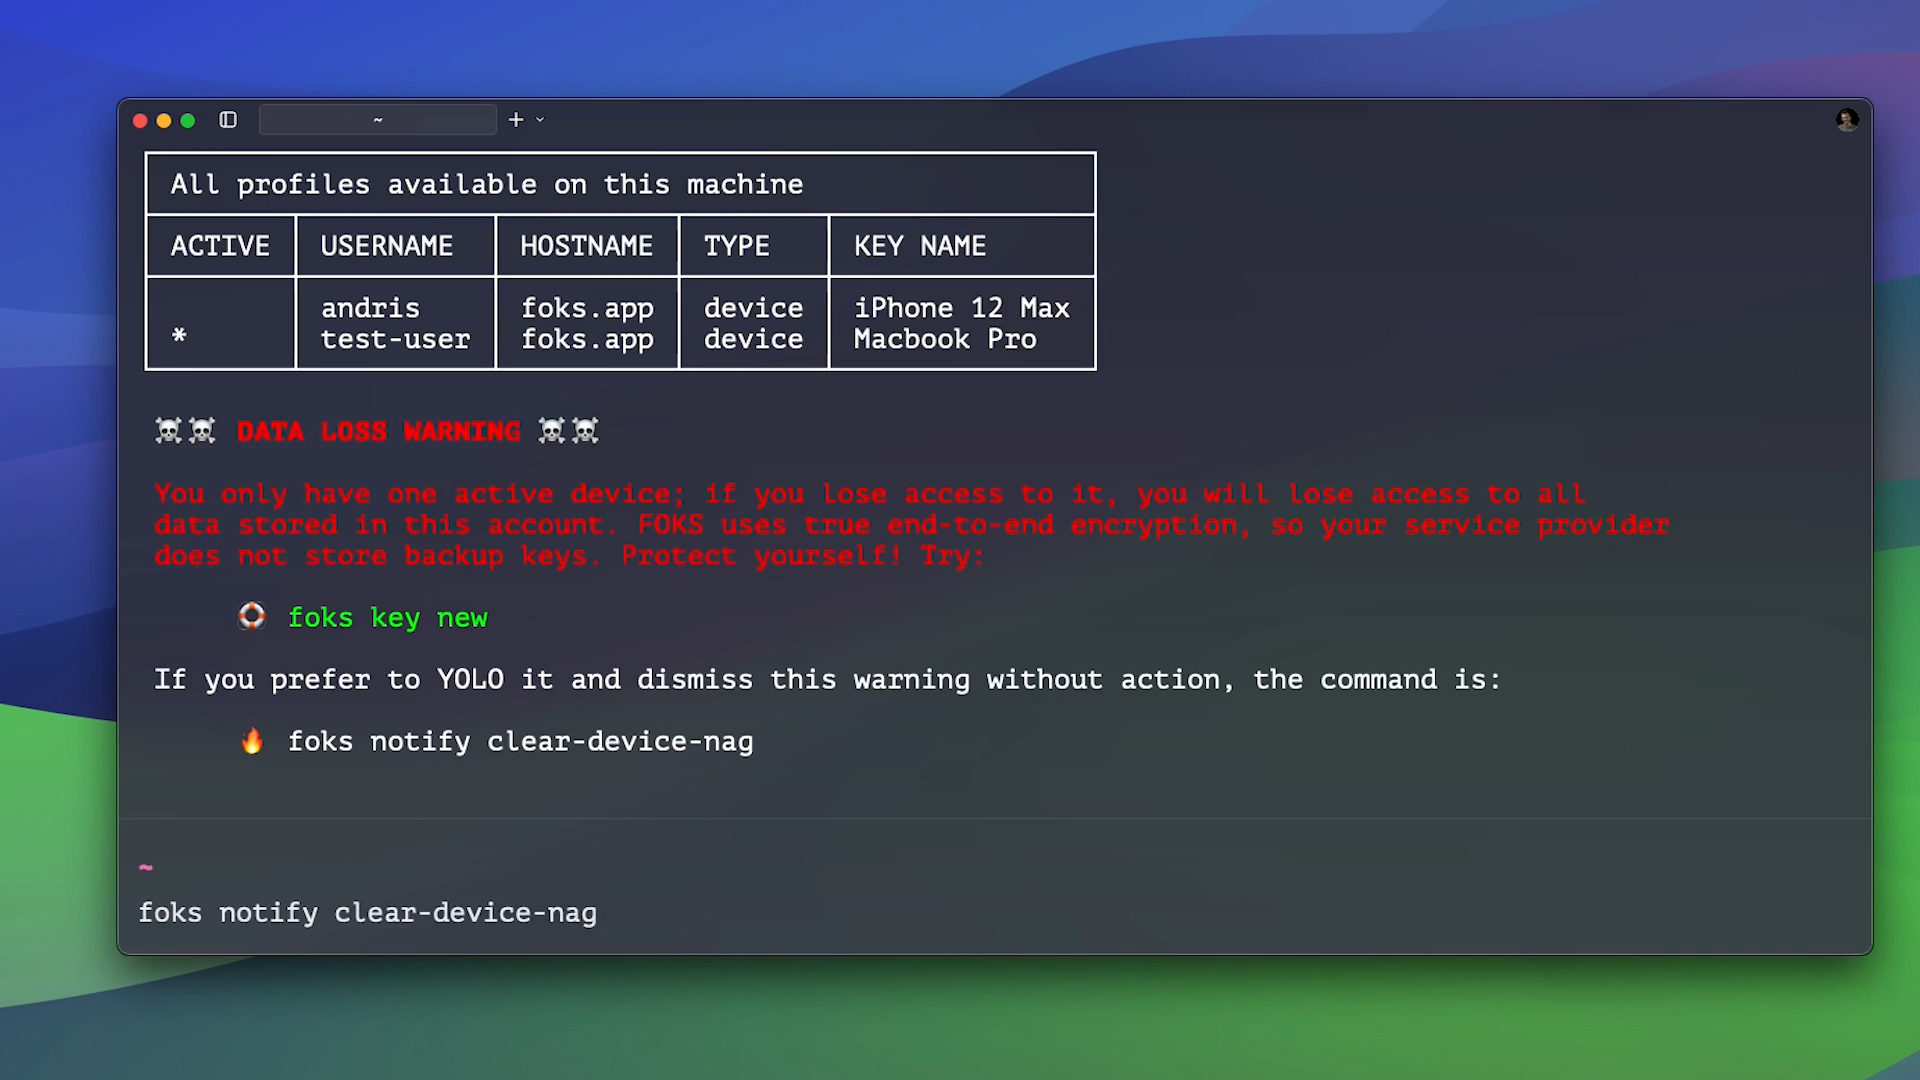 ~
All profiles available on this machine
ACTIVE USERNAME HOSTNAME TYPE KEY NAME
andris foks.app device iPhone 12 Max
* test-user foks.app device Macbook Pro
☠️☠️ DATA LOSS WARNING ☠️☠️
You only have one active device; if you lose access to it, you will lose access to all
data stored in this account. FOKS uses true end-to-end encryption, so your service provider
does not store backup keys. Protect yourself! Try:
🛟 foks key new
If you prefer to YOLO it and dismiss this warning without action, the command is:
🔥 foks notify clear-device-nag
~
foks notify clear-device-nag